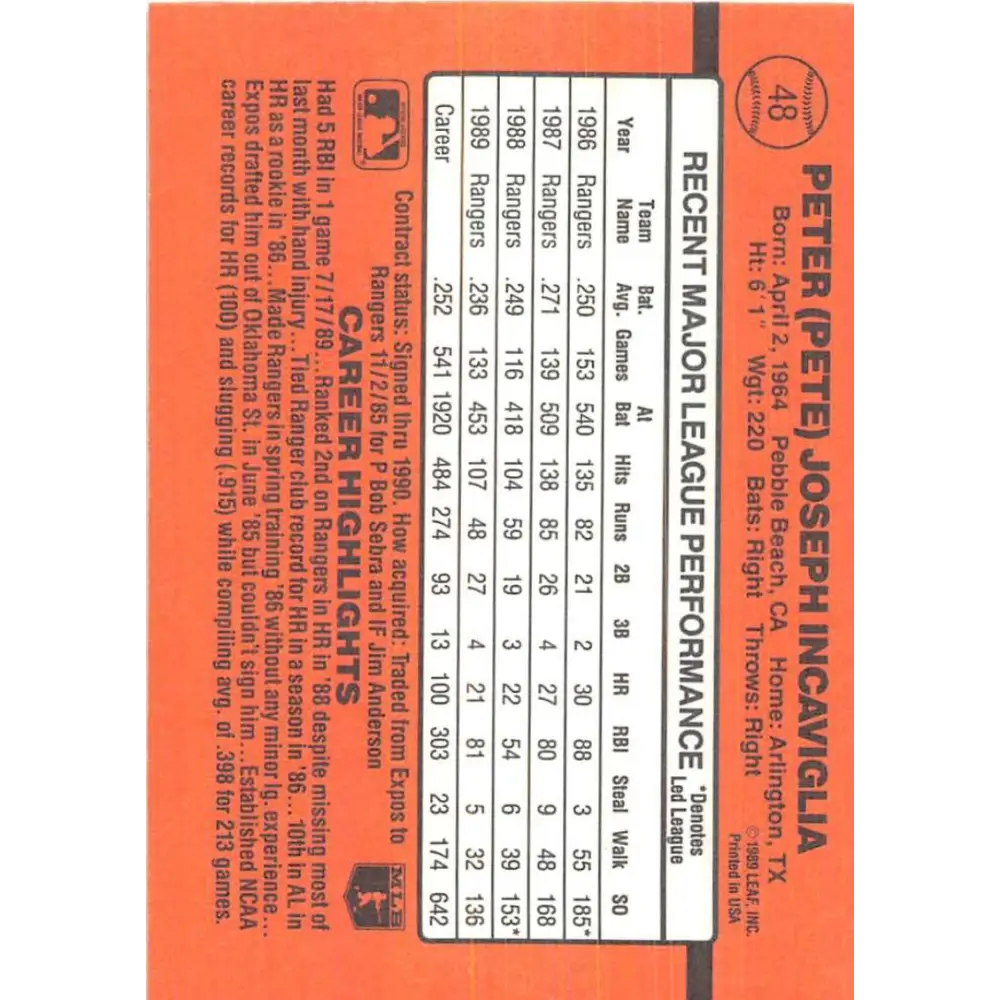 48
PETER (PETE) JOSEPH INCAVIGLIA
Born: April 2, 1964 Pebble Beach, CA Home: Arlington, TX
Ht: 6'1" Wgt: 220 Bats: Right Throws: Right
© 1989 LEAF, INC.
Printed in USA
RECENT MAJOR LEAGUE PERFORMANCE *Denotes Led League
Year Team Name Bat. Avg. Games At Bat Hits Runs 2B 3B HR RBI Steal Walk SO
1986 Rangers .250 153 540 135 82 21 2 30 88 3 55 185*
1987 Rangers .271 139 509 138 85 26 4 27 80 9 48 168
1988 Rangers .249 116 418 104 59 19 3 22 54 6 39 153*
1989 Rangers .236 133 453 107 48 27 4 21 81 5 32 136
Career .252 541 1920 484 274 93 13 100 303 23 174 642
Contract status: Signed thru 1990. How acquired: Traded from Expos to
Rangers 11/2/85 for P Bob Sebra and IF Jim Anderson
MLB
CAREER HIGHLIGHTS
Had 5 RBI in 1 game 7/17/89... Ranked 2nd on Rangers in HR in '88 despite missing most of
last month with hand injury... Tied Ranger club record for HR in a season in '86... 10th in AL in
HR as a rookie in '86... Made Rangers in spring training '86 without any minor lg. experience...
Expos drafted him out of Oklahoma St. in June '85 but couldn't sign him... Established NCAA
career records for HR (100) and slugging (.915) while compiling avg. of .398 for 213 games.